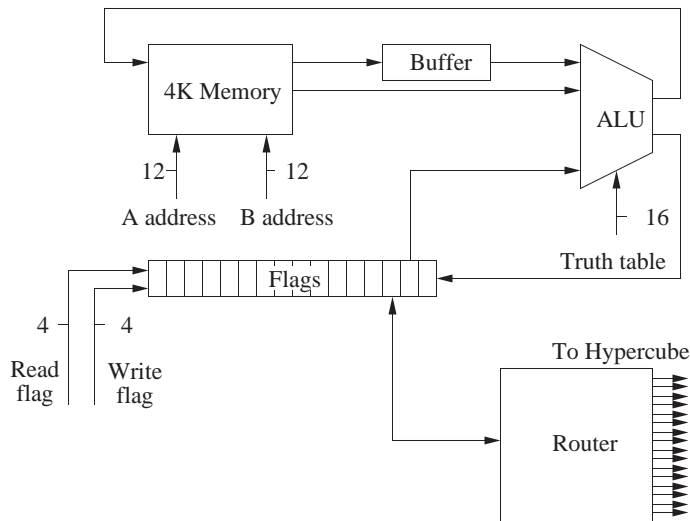 Buffer
4K Memory
ALU
12
12
A address
B address
16
Truth table
Flags
4
4
Read
flag
Write
flag
To Hypercube
Router